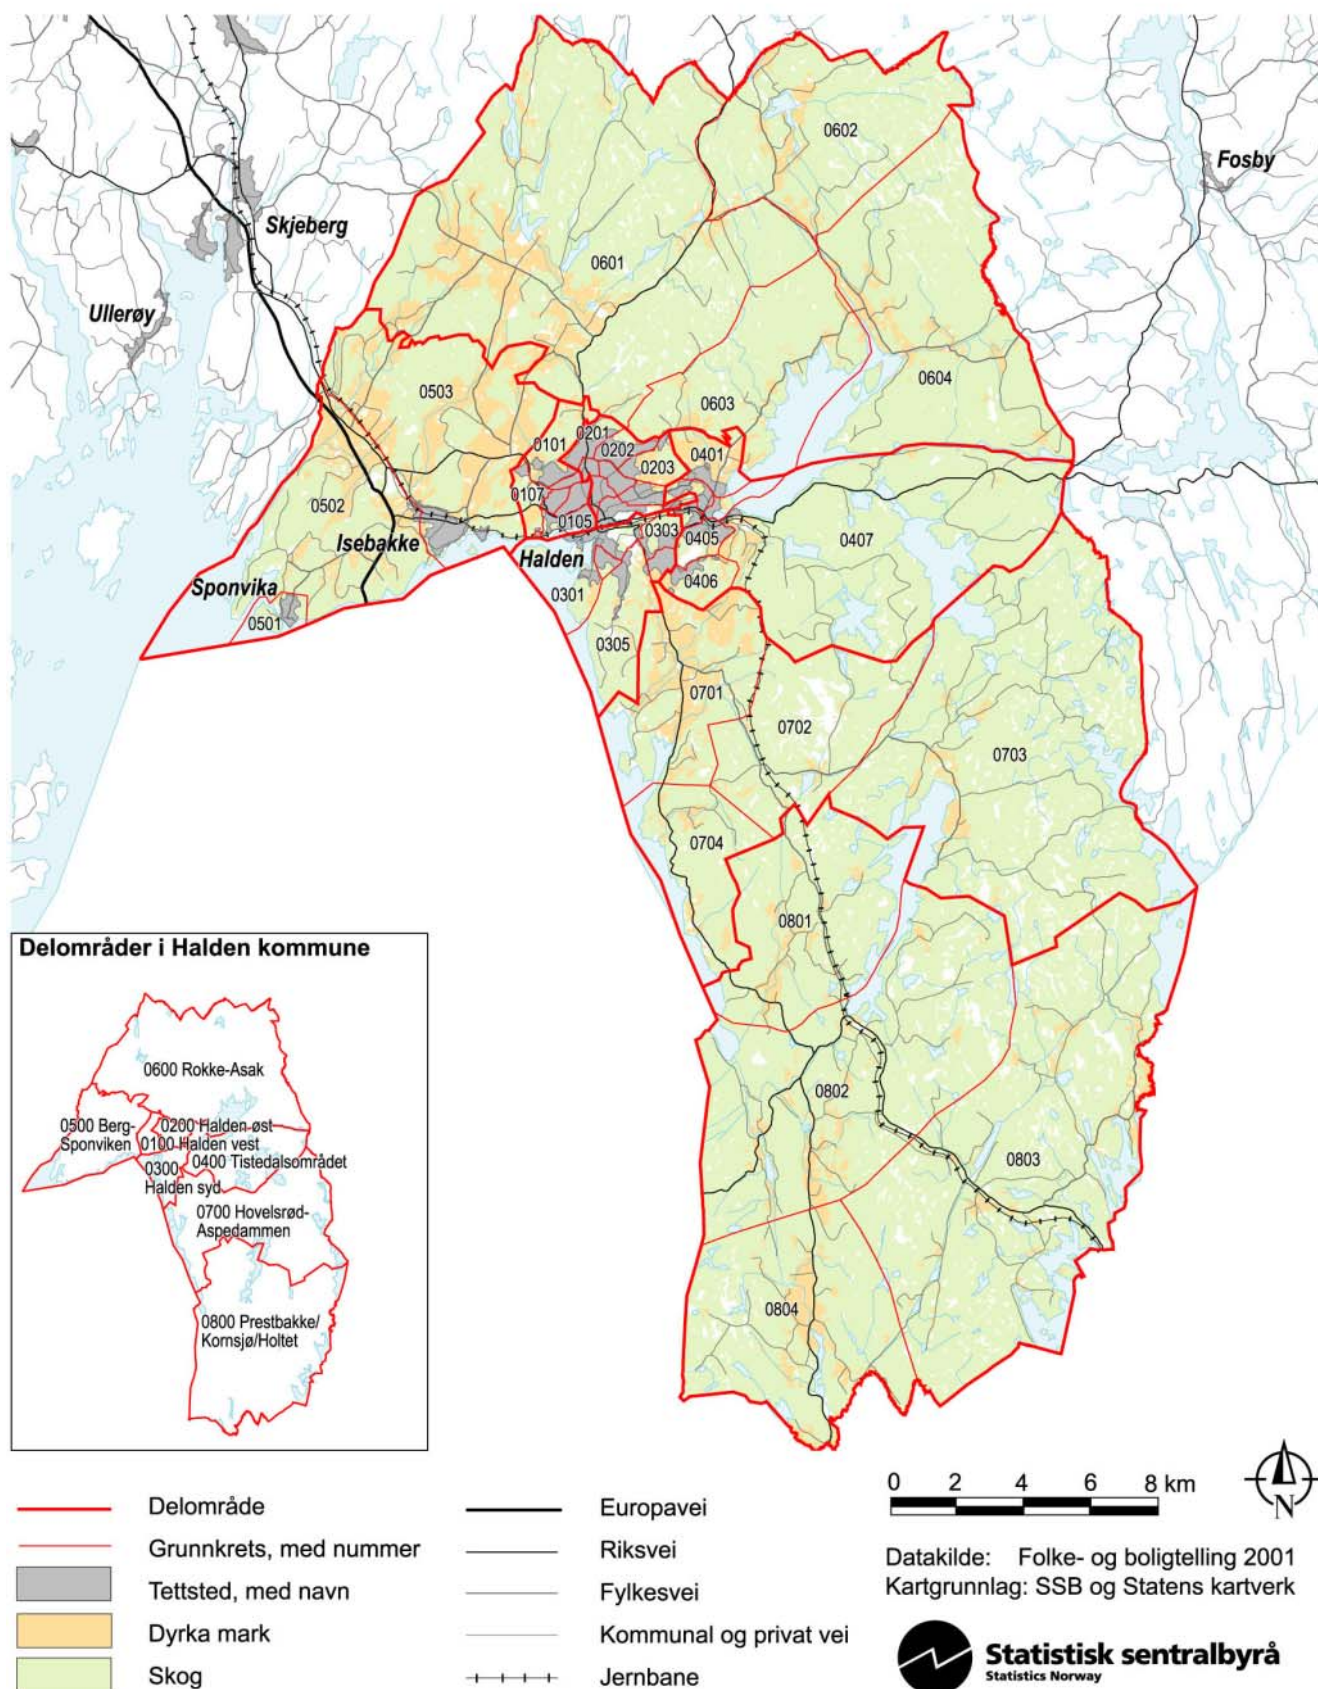 0602
Fosby
Skjeberg
0601
Ullerøy
0604
0503
0603
0201
0101
0202
0401
0203
0107
0502
0105
0303
Isebakke
0405
0407
Halden
0406
Sponvika
0301
0501
0305
0701
0702
0703
0704
0801
Delområder i Halden kommune
0600 Rokke-Asak
0802
0500 Berg-
Sponviken
0200 Halden øst
0100 Halden vest
0400 Tistedalsområdet
0300
Halden syd
0803
0700 Hovelsrød-
Aspedammen
0804
0800 Prestbakke/
Kornsjø/Holtet
0 2 4 6 8 km
N
Delområde
Grunnkrets, med nummer
Tettsted, med navn
Dyrka mark
Skog
Europavei
Riksvei
Fylkesvei
Kommunal og privat vei
Jernbane
Datakilde: Folke- og boligtelling 2001
Kartgrunnlag: SSB og Statens kartverk
Statistisk sentralbyrå
Statistics Norway